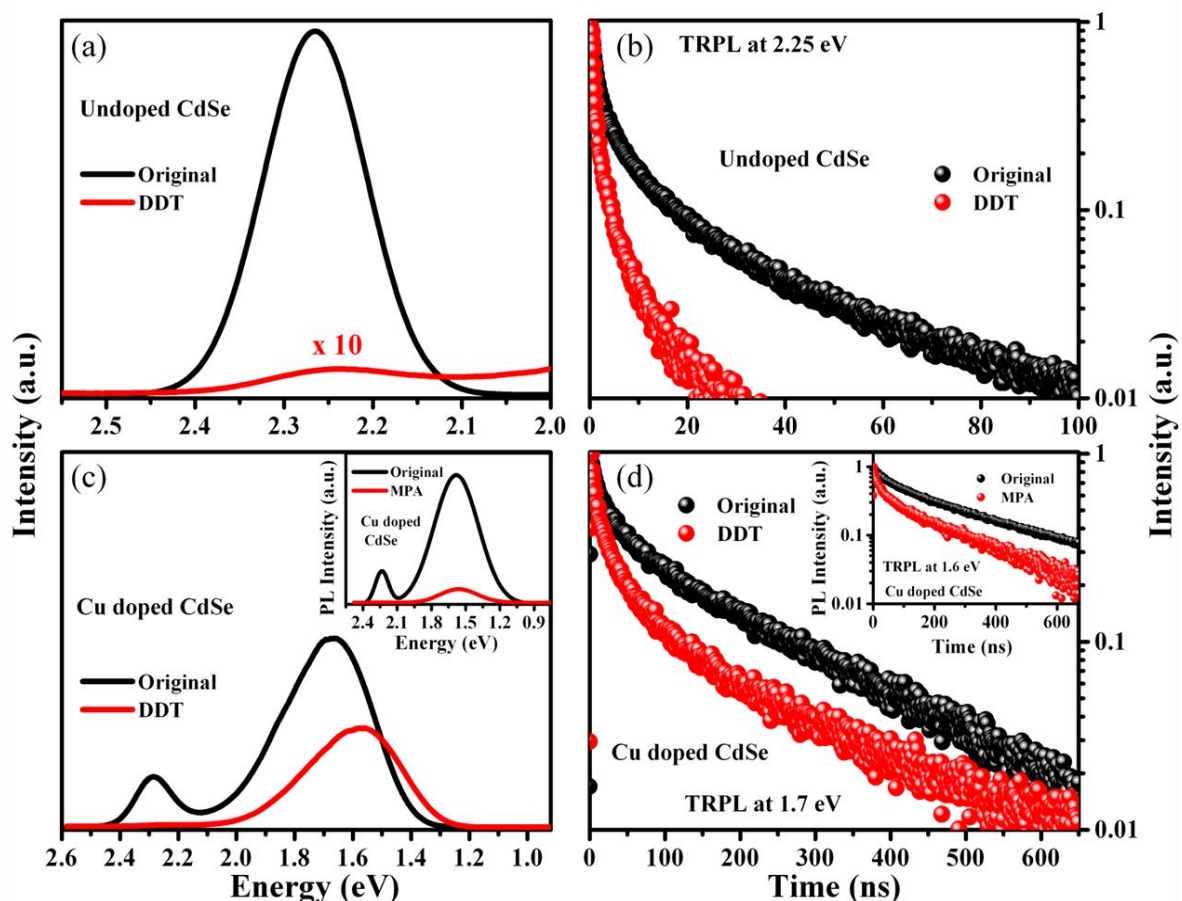 (a)
Undoped CdSe
Original
DDT
x 10
2.5
2.4
2.3
2.2
2.1
2.0
(b)
TRPL at 2.25 eV
Undoped CdSe
Original
DDT
1
0.1
0.01
0
20
40
60
80
100
Intensity (a.u.)
Intensity (a.u.)
(c)
Cu doped CdSe
Original
DDT
2.6
2.4
2.2
2.0
1.8
1.6
1.4
1.2
1.0
Energy (eV)
PL Intensity (a.u.)
Original
MPA
Cu doped
CdSe
2.4
2.1
1.8
1.5
1.2
0.9
Energy (eV)
(d)
Original
DDT
Cu doped CdSe
TRPL at 1.7 eV
1
0.1
0.01
0
100
200
300
400
500
600
Time (ns)
PL Intensity (a.u.)
1
0.1
0.01
Original
MPA
TRPL at 1.6 eV
Cu doped CdSe
0
200
400
600
Time (ns)